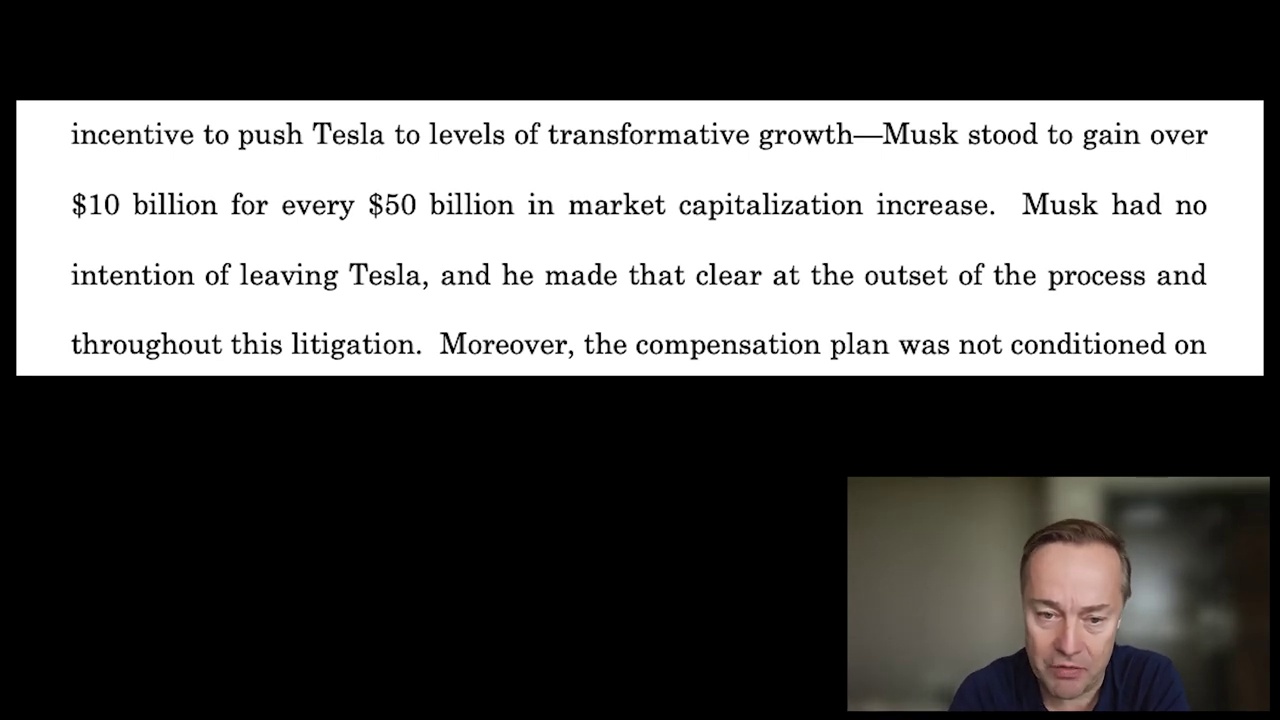 incentive to push Tesla to levels of transformative growth—Musk stood to gain over
$10 billion for every $50 billion in market capitalization increase.  Musk had no
intention of leaving Tesla, and he made that clear at the outset of the process and
throughout this litigation.  Moreover, the compensation plan was not conditioned on